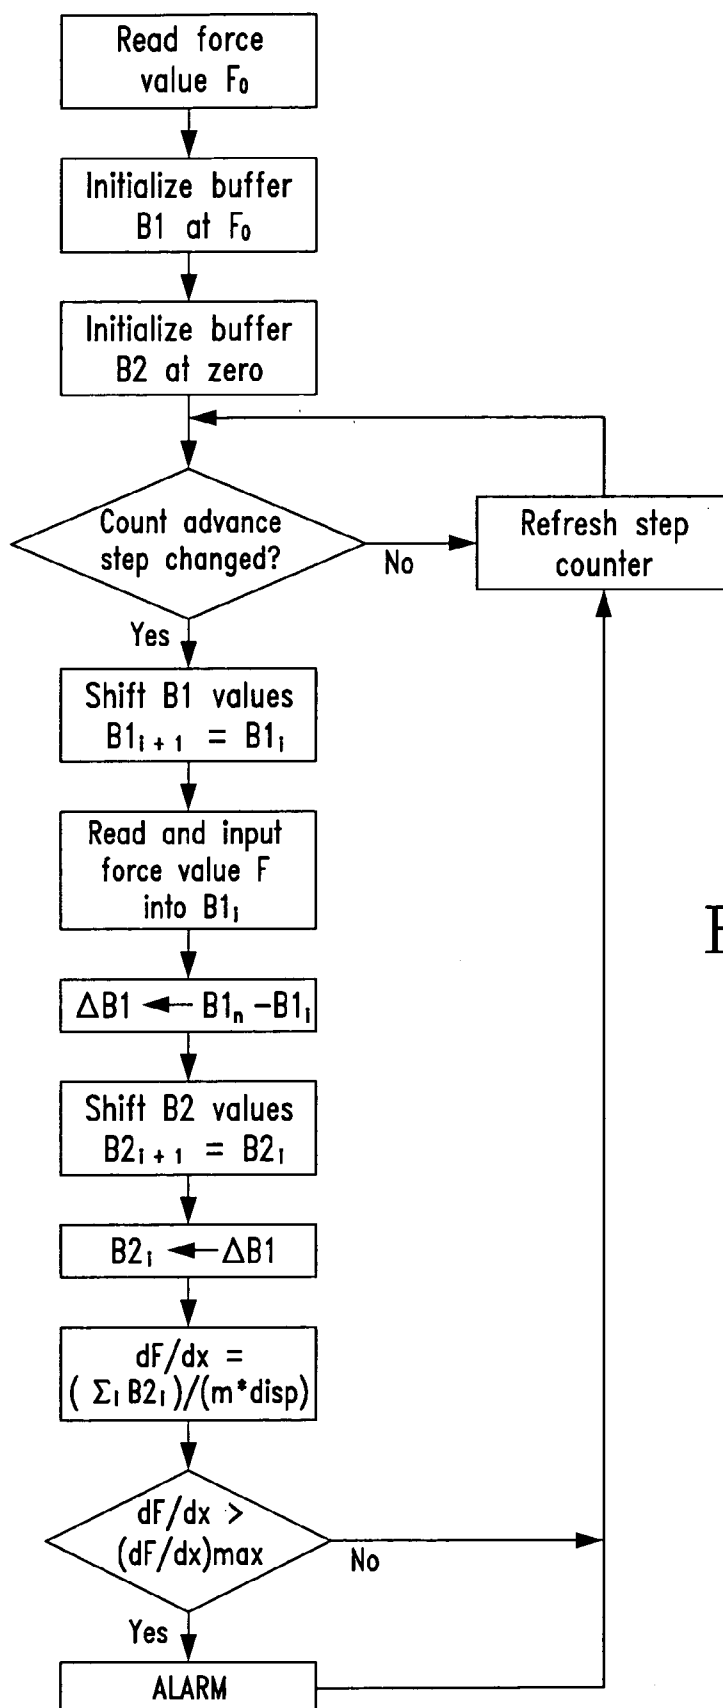 Read force
value F₀
Initialize buffer
B1 at F₀
Initialize buffer
B2 at zero
Count advance
step changed?
No
Refresh step
counter
Yes
Shift B1 values
B1ᵢ ₊ ₁ = B1ᵢ
Read and input
force value F
into B1ᵢ
ΔB1 ← B1ₙ –B1ᵢ
Shift B2 values
B2ᵢ₊ ₁ = B2ᵢ
B2ᵢ ← ΔB1
dF/dx =
( Σᵢ B2ᵢ)/(m*disp)
dF/dx >
(dF/dx)max
No
Yes
ALARM